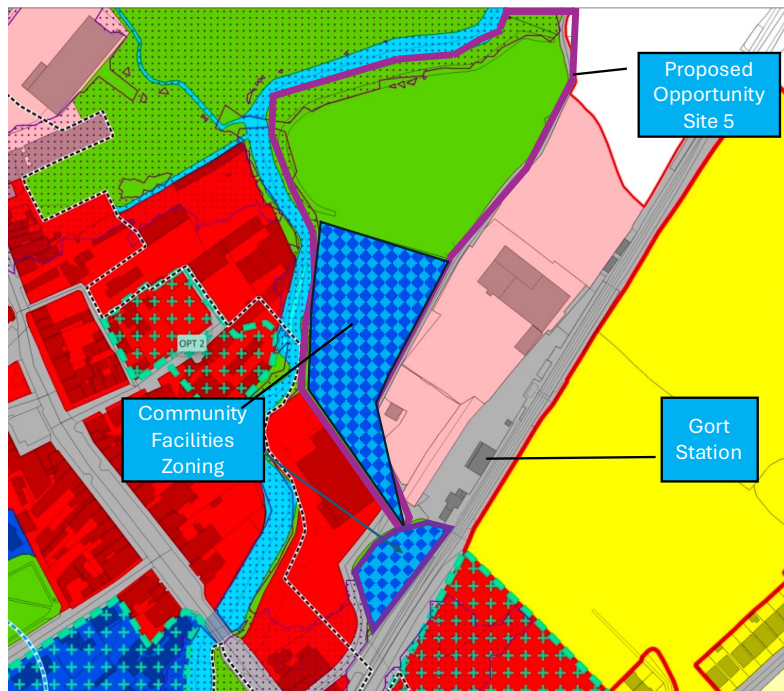 Proposed
Opportunity
Site 5
OPT 2
Community
Facilities
Zoning
Gort
Station